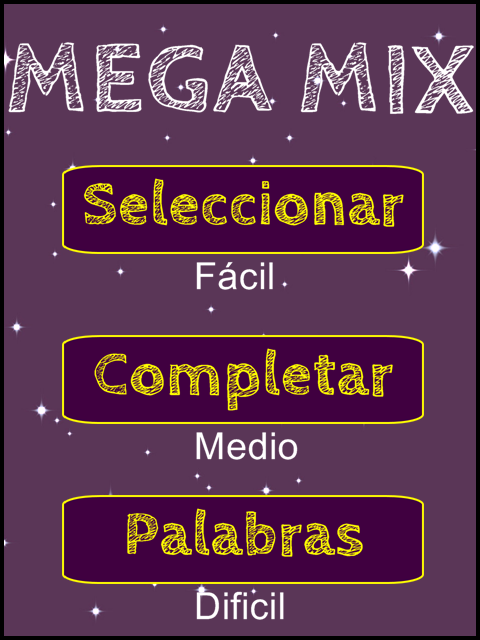 MEGA MIX
Seleccionar
Fácil
Completar
Medio
Palabras
Dificil